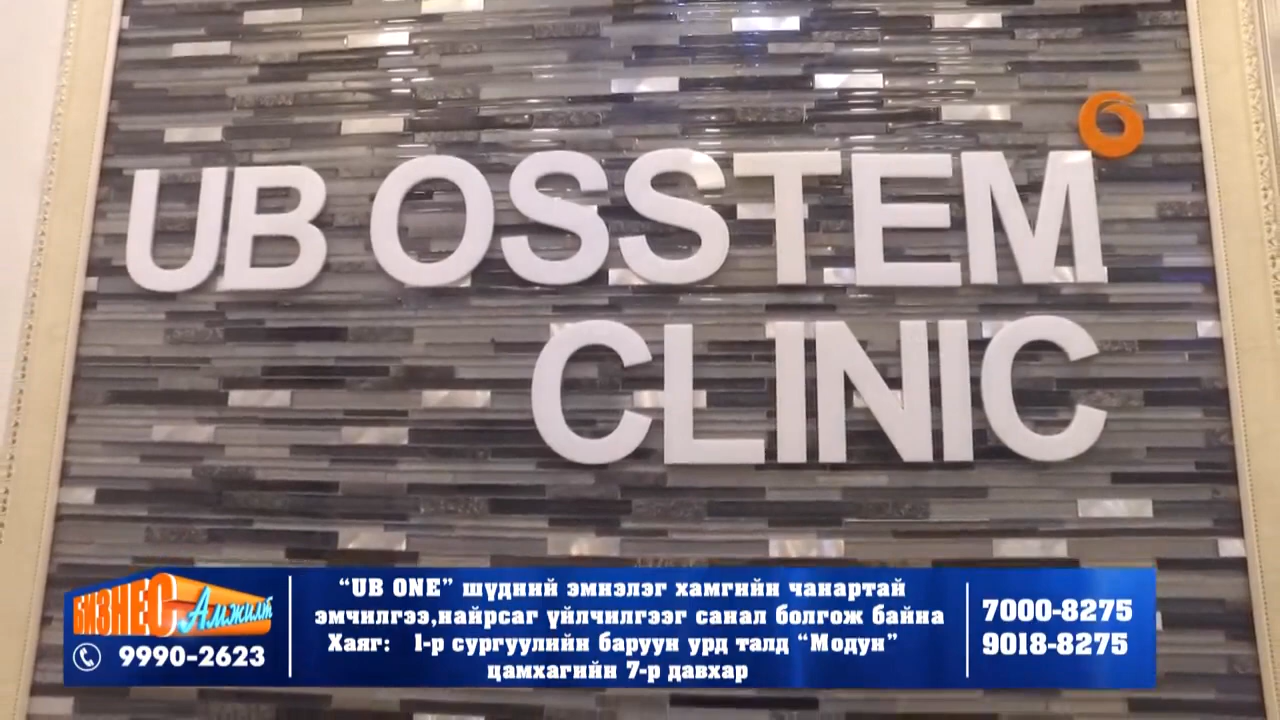 UB OSSTEM
CLINIC
БИЗНЕС Амжилт
9990-2623
“UB ONE” шүдний эмнэлэг хамгийн чанартай
эмчилгээ,найрсаг үйлчилгээг санал болгож байна
Хаяг: 1-р сургуулийн баруун урд талд “Модун”
цамхагийн 7-р давхар
7000-8275
9018-8275